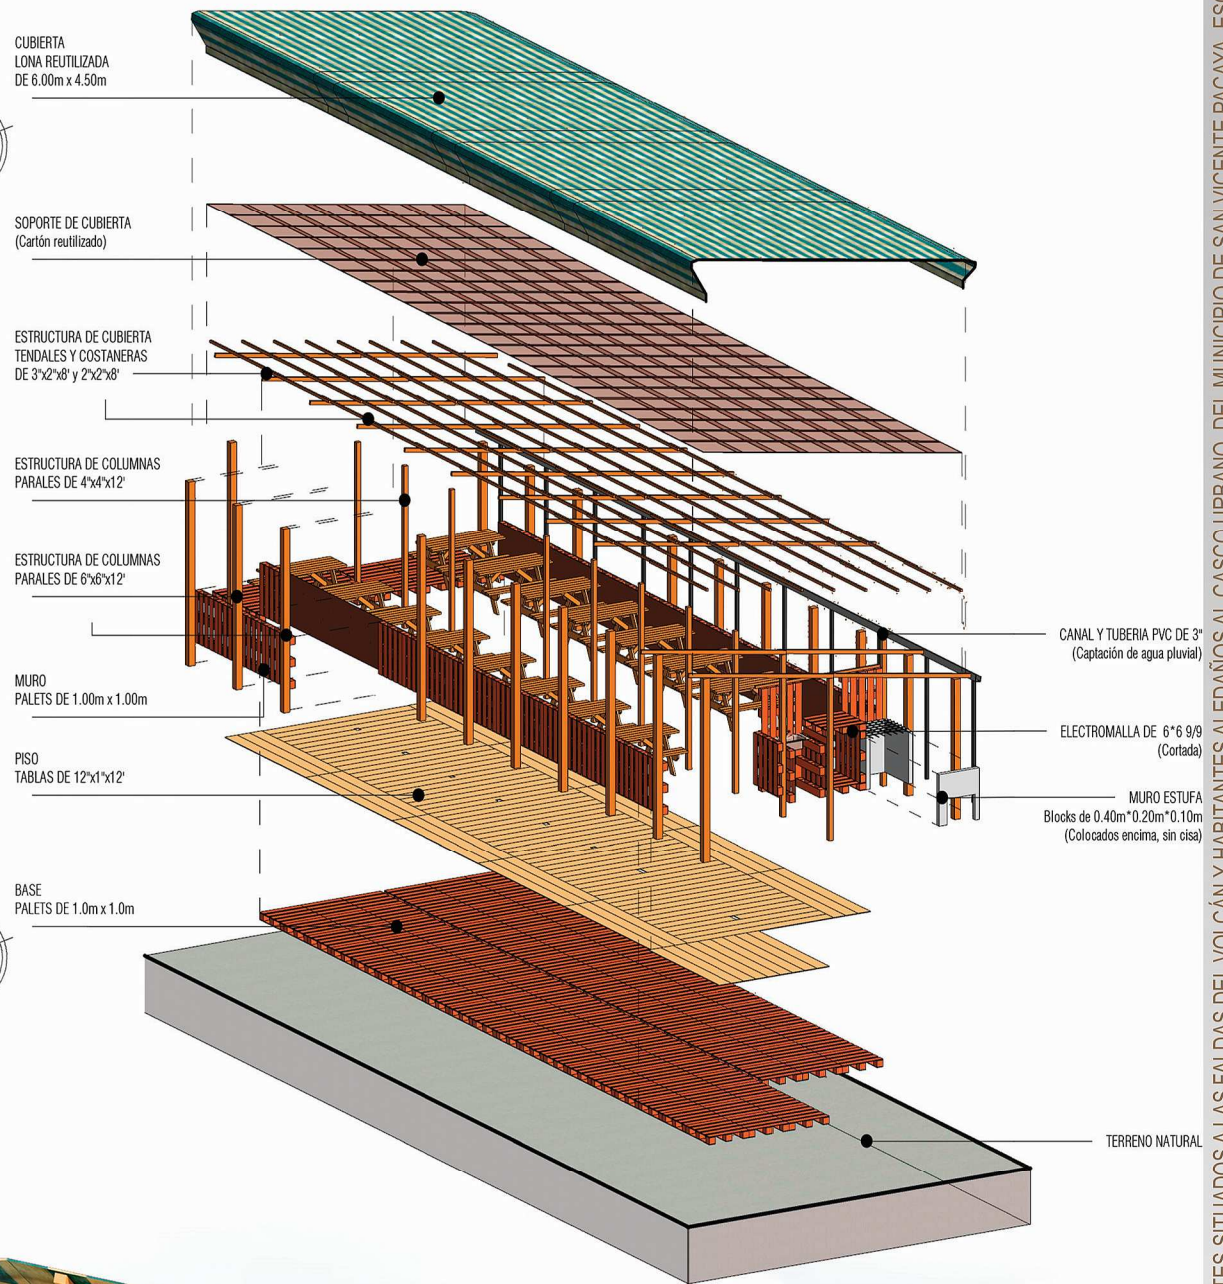 CUBIERTA
LONA REUTILIZADA
DE 6.00m x 4.50m
SOPORTE DE CUBIERTA
(Cartón reutilizado)
ESTRUCTURA DE CUBIERTA
TENDALES Y COSTANERAS
DE 3"x2"x8' y 2"x2"x8'
ESTRUCTURA DE COLUMNAS
PARALES DE 4"x4"x12'
ESTRUCTURA DE COLUMNAS
PARALES DE 6"x6"x12'
MURO
PALETS DE 1.00m x 1.00m
PISO
TABLAS DE 12"x1"x12'
BASE
PALETS DE 1.0m x 1.0m
CANAL Y TUBERIA PVC DE 3"
(Captación de agua pluvial)
ELECTROMALLA DE 6*6 9/9
(Cortada)
MURO ESTUFA
Blocks de 0.40m*0.20m*0.10m
(Colocados encima, sin cisa)
TERRENO NATURAL
SITUADOS A LAS FALDAS DEL VOLCÁN Y HABITANTES ALEDAÑOS AL CASCO URBANO, DEL MUNICIPIO DE SAN VICENTE PACAYA,